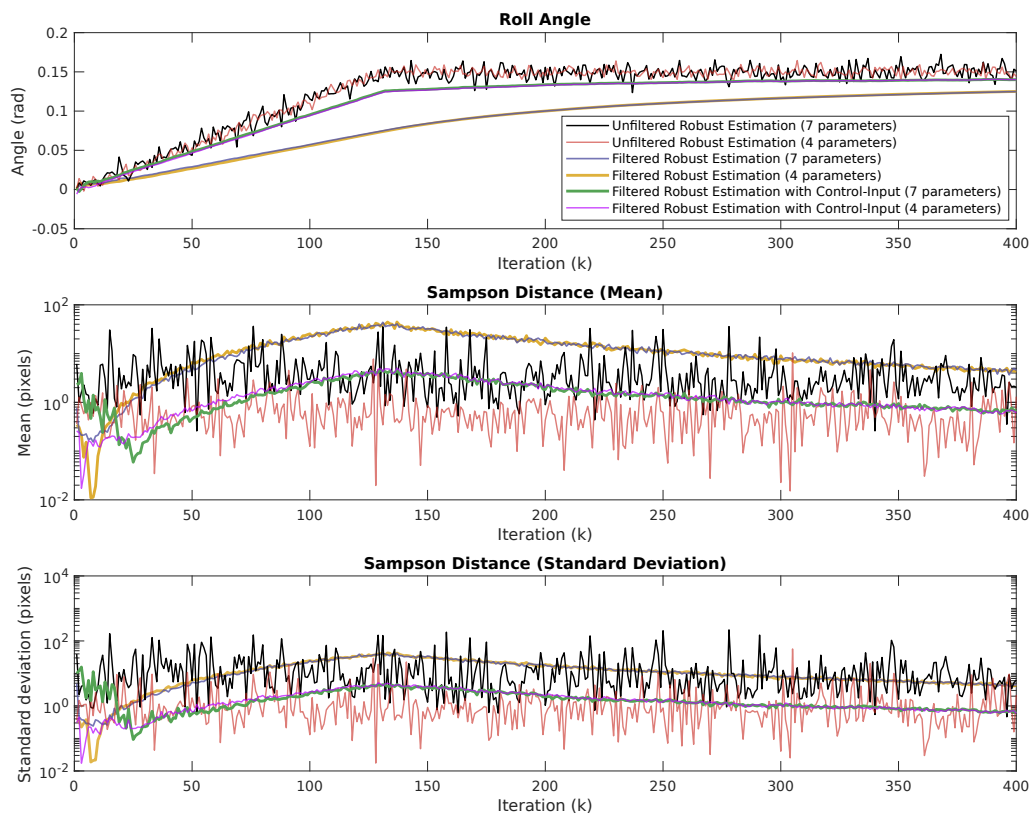 Roll Angle
0.2
0.15
0.1
0.05
0
-0.05
Angle (rad)
Unfiltered Robust Estimation (7 parameters)
Unfiltered Robust Estimation (4 parameters)
Filtered Robust Estimation (7 parameters)
Filtered Robust Estimation (4 parameters)
Filtered Robust Estimation with Control-Input (7 parameters)
Filtered Robust Estimation with Control-Input (4 parameters)
0 50 100 150 200 250 300 350 400
Iteration (k)
Sampson Distance (Mean)
10^2
10^0
10^-2
Mean (pixels)
0 50 100 150 200 250 300 350 400
Iteration (k)
Sampson Distance (Standard Deviation)
10^4
10^2
10^0
10^-2
Standard deviation (pixels)
0 50 100 150 200 250 300 350 400
Iteration (k)